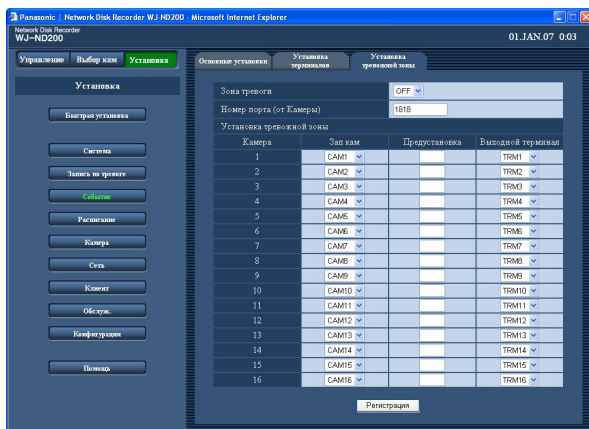 Panasonic | Network Disk Recorder WJ-ND200 - Microsoft Internet Explorer
Network Disk Recorder
WJ-ND200
01.JAN.07 0:03
Управление Выбор кам Установка
Основные установки Установка терминалов Установка тревожной зоны
Установка
Быстрая установка
Система
Запись по тревоге
Событие
Расписание
Камера
Сеть
Клиент
Обслуж.
Конфигурация
Помощь
Зона тревоги OFF
Номер порта (от Камеры) 1818
Установка тревожной зоны
Камера Зап кам Предустановка Выходной терминал
1 CAM1 TRM1
2 CAM2 TRM2
3 CAM3 TRM3
4 CAM4 TRM4
5 CAM5 TRM5
6 CAM6 TRM6
7 CAM7 TRM7
8 CAM8 TRM8
9 CAM9 TRM9
10 CAM10 TRM10
11 CAM11 TRM11
12 CAM12 TRM12
13 CAM13 TRM13
14 CAM14 TRM14
15 CAM15 TRM15
16 CAM16 TRM16
Регистрация